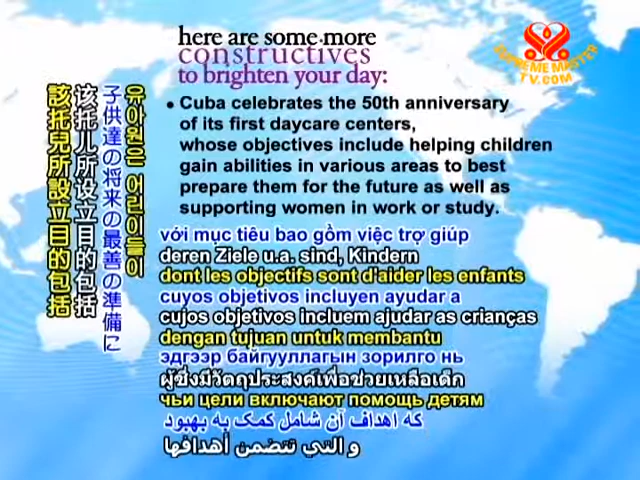 here are some more
constructives
to brighten your day:
SUPREME MASTER
TV.COM
• Cuba celebrates the 50th anniversary
of its first daycare centers,
whose objectives include helping children
gain abilities in various areas to best
prepare them for the future as well as
supporting women in work or study.
với mục tiêu bao gồm việc trợ giúp
deren Ziele u.a. sind, Kindern
dont les objectifs sont d'aider les enfants
cuyos objetivos incluyen ayudar a
cujos objetivos incluem ajudar as crianças
dengan tujuan untuk membantu
эдгээр байгууллагын зорилго нь
ผู้ซึ่งมีวัตถุประสงค์เพื่อช่วยเหลือเด็ก
чьи цели включают помощь детям
که اهداف آن شامل کمک به بهبود
و التي تتضمن أهدافها
該托兒所設立目的包括
该托儿所设立目的包括
子供達の将来の最善の準備に
유아원은 어린이들이